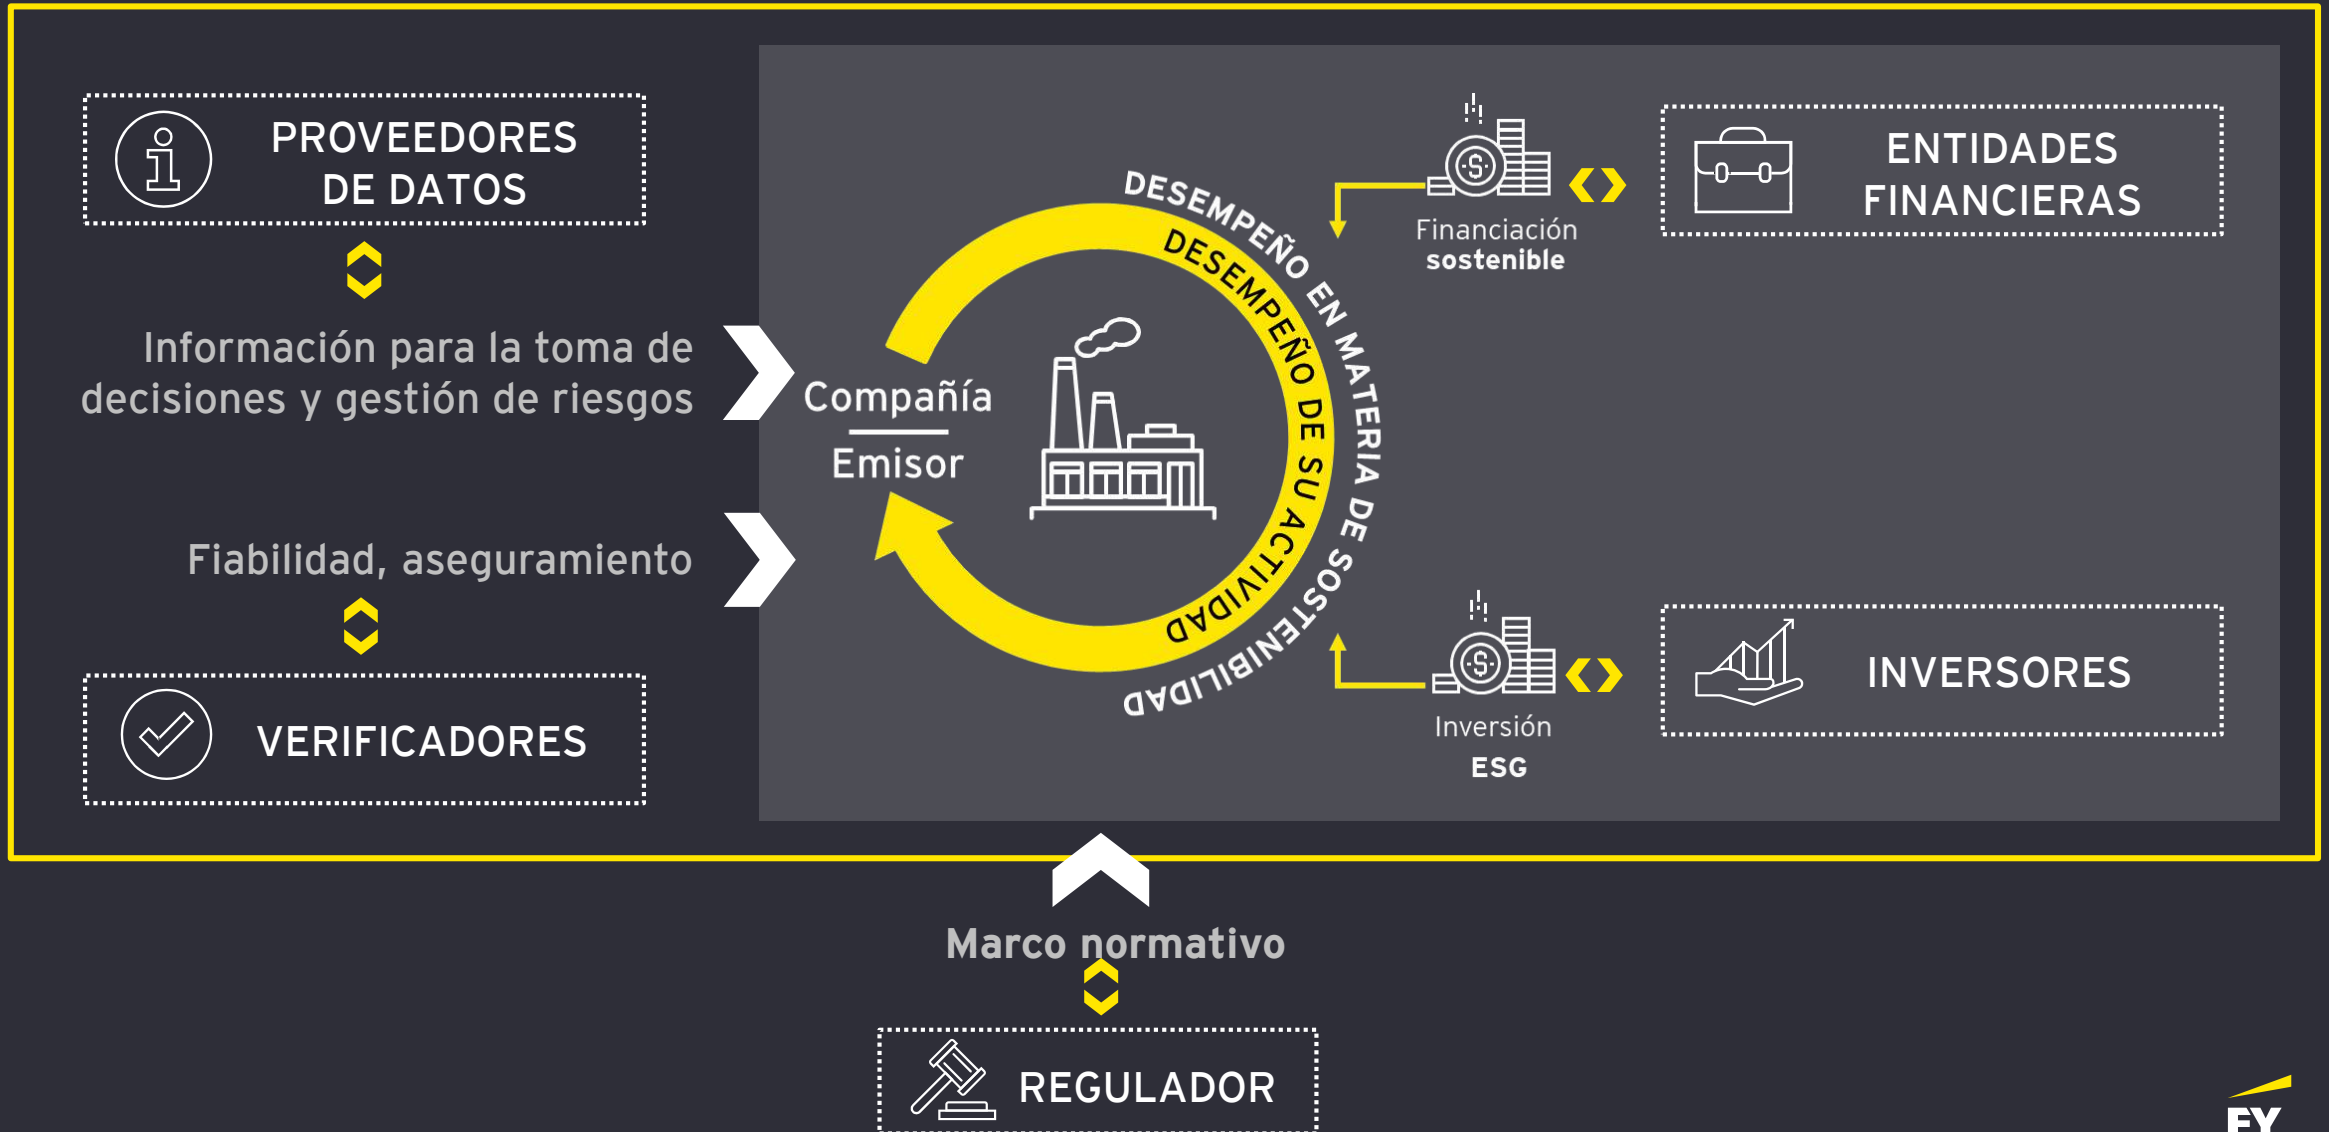 PROVEEDORES
DE DATOS
Información para la toma de
decisiones y gestión de riesgos
Fiabilidad, aseguramiento
VERIFICADORES
Compañía
Emisor
DESEMPEÑO EN MATERIA DE SOSTENIBILIDAD
DESEMPEÑO DE SU ACTIVIDAD
$
Financiación
sostenible
ENTIDADES
FINANCIERAS
$
Inversión
ESG
INVERSORES
Marco normativo
REGULADOR
EY